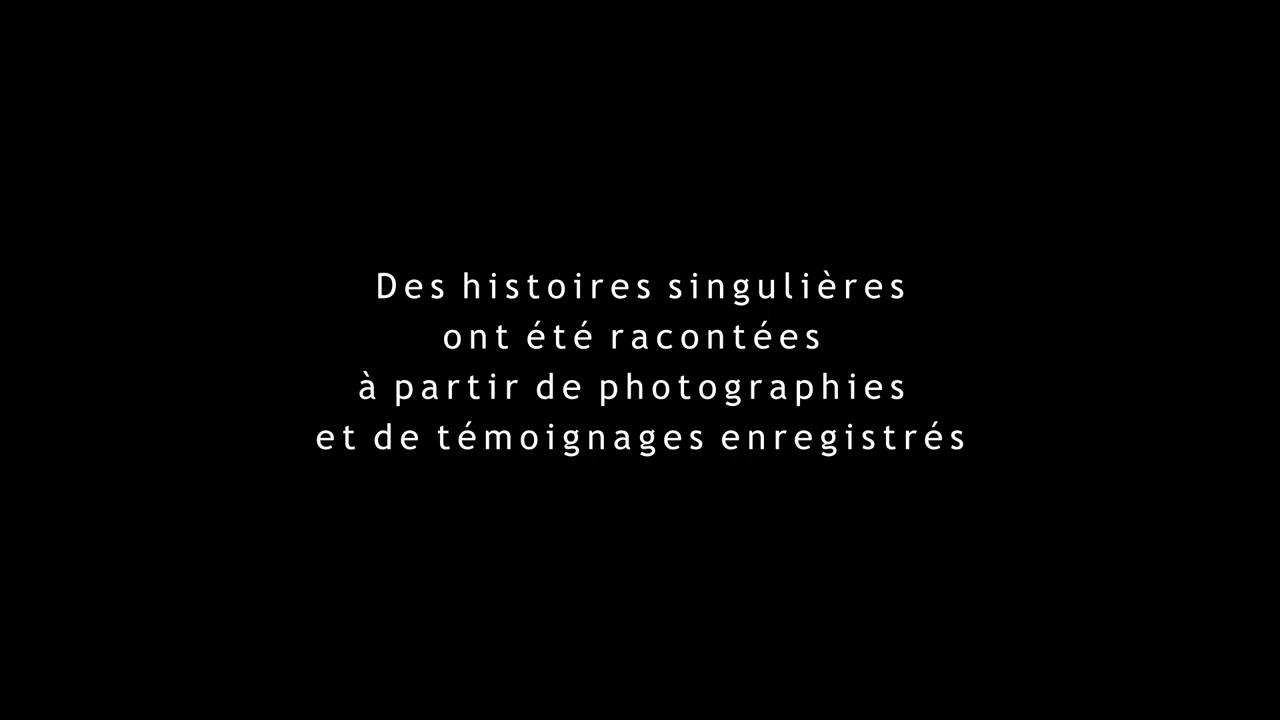 Des histoires singulières
ont été racontées
à partir de photographies
et de témoignages enregistrés